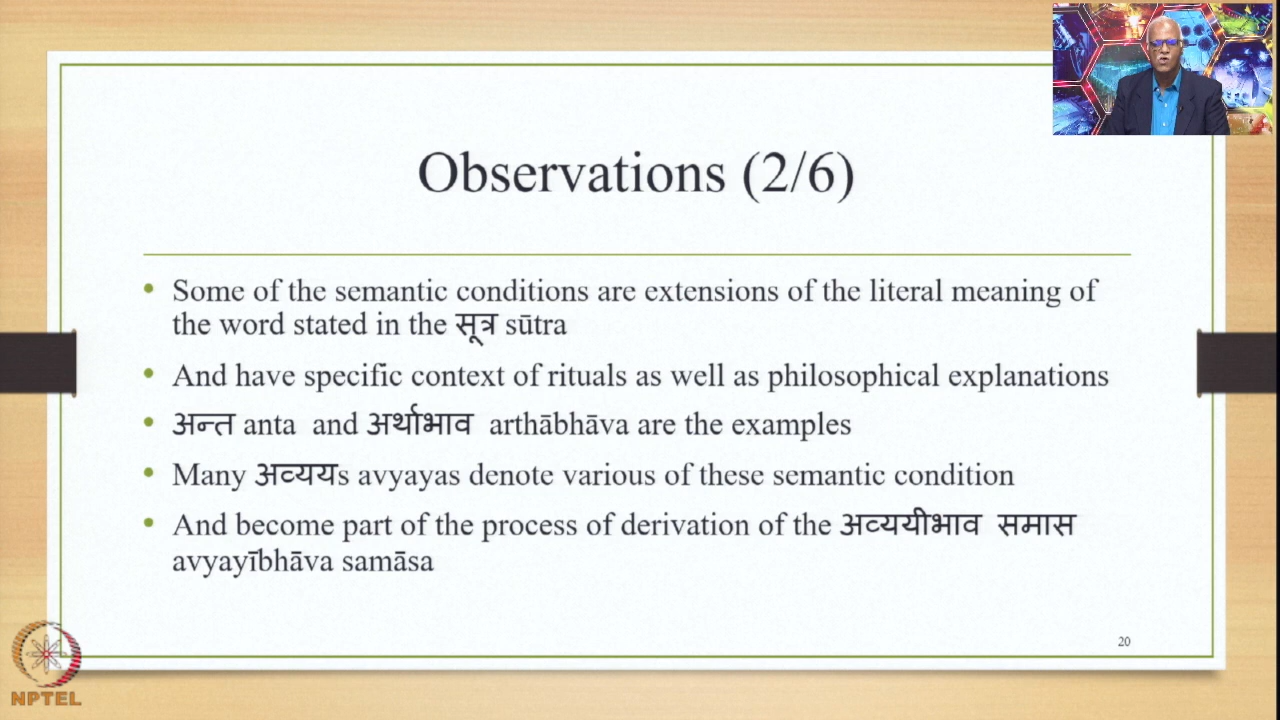 Observations (2/6)
Some of the semantic conditions are extensions of the literal meaning of
the word stated in the सूत्र sūtra
And have specific context of rituals as well as philosophical explanations
अन्त anta and अर्थाभाव arthābhāva are the examples
Many अव्ययs avyayas denote various of these semantic condition
And become part of the process of derivation of the अव्ययीभाव समास
avyayībhāva samāsa
20
NPTEL